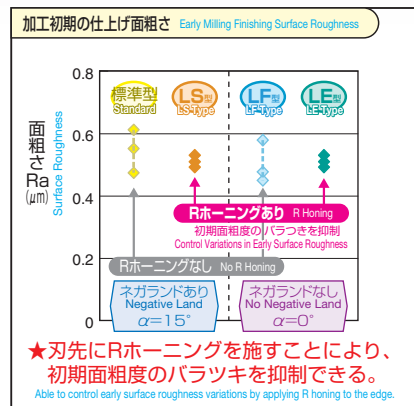 加工初期の仕上げ面粗さ Early Milling Finishing Surface Roughness
0.8
標準型 Standard
LS型 LS Type
LF型 LF Type
LE型 LE Type
0.6
面粗さRa(μm) Surface Roughness
0.4
Rホーニングあり R Honing
初期面粗度のバラつきを抑制
Control Variations in Early Surface Roughness
0.2
Rホーニングなし No R Honing
ネガランドあり
Negative Land
α=15°
ネガランドなし
No Negative Land
α=0°
0
★刃先にRホーニングを施すことにより、
初期面粗度のバラツキを抑制できる。
Able to control early surface roughness variations by applying R honing to the edge.